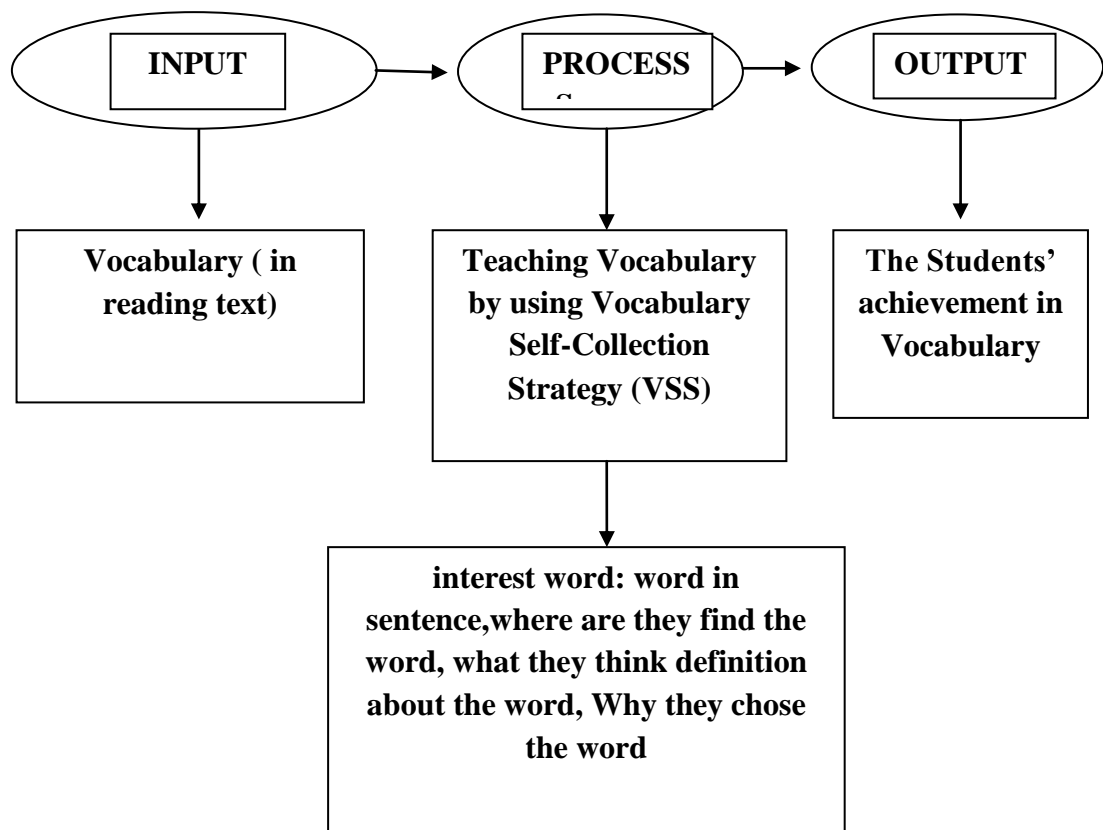 INPUT
PROCESS
OUTPUT
Vocabulary ( in
reading text)
Teaching Vocabulary
by using Vocabulary
Self-Collection
Strategy (VSS)
The Students’
achievement in
Vocabulary
interest word: word in
sentence,where are they find the
word, what they think definition
about the word, Why they chose
the word